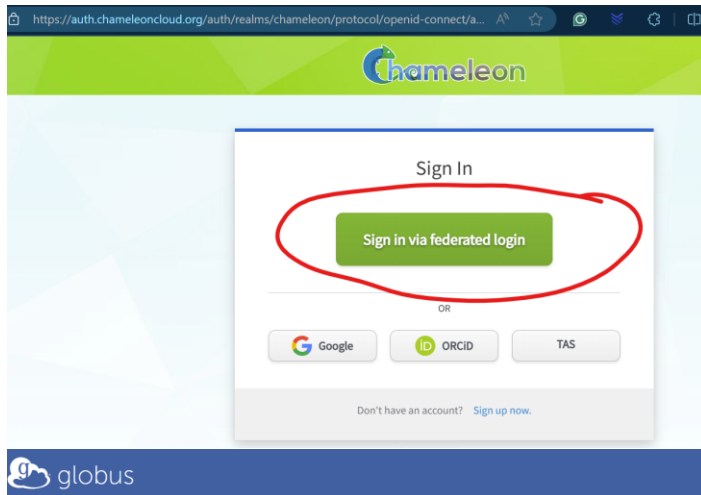 https://auth.chameleoncloud.org/auth/realms/chameleon/protocol/openid-connect/a...
Chameleon
Sign In
Sign in via federated login
OR
Google
iD ORCiD
TAS
Don't have an account? Sign up now.
g globus